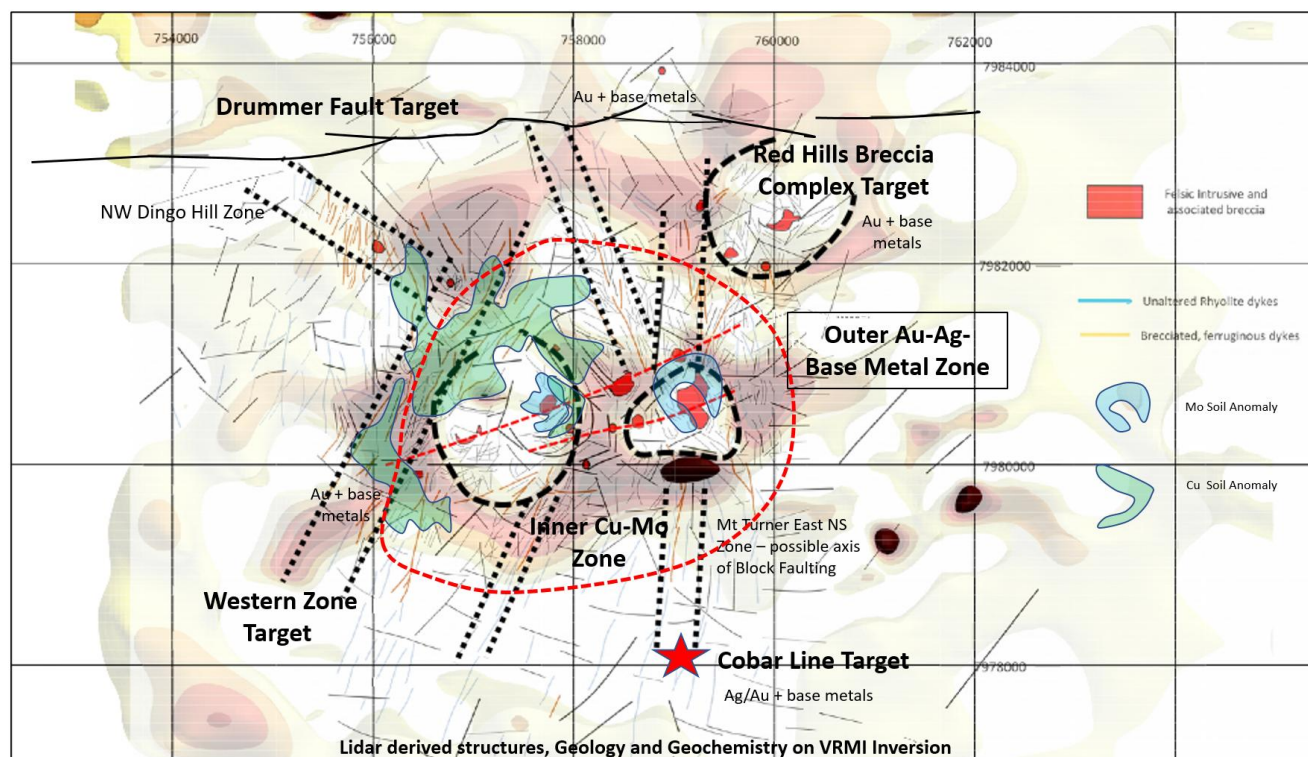 754000
756000
758000
760000
762000
7984000
Drummer Fault Target
Au + base metals
Red Hills Breccia
Complex Target
Au + base
metals
NW Dingo Hill Zone
Felsic Intrusive and
associated breccia
7982000
Unaltered Rhyolite dykes
Brecciated, ferruginous dykes
Outer Au-Ag-
Base Metal Zone
Mo Soil Anomaly
7980000
Cu Soil Anomaly
Au + base
metals
Inner Cu-Mo
Zone
Mt Turner East NS
Zone – possible axis
of Block Faulting
Western Zone
Target
Cobar Line Target
7978000
Ag/Au + base metals
Lidar derived structures, Geology and Geochemistry on VRMI Inversion